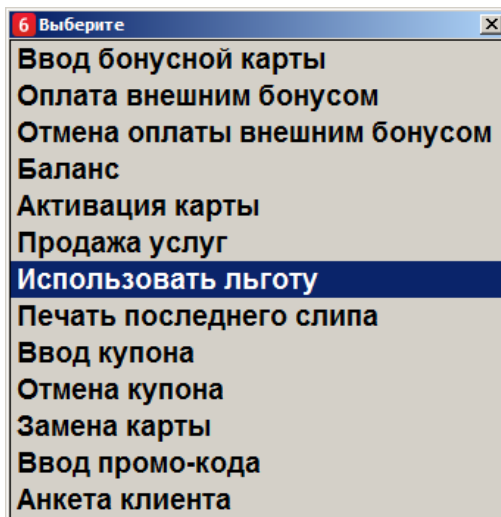 6 Выберите
Ввод бонусной карты
Оплата внешним бонусом
Отмена оплаты внешним бонусом
Баланс
Активация карты
Продажа услуг
Использовать льготу
Печать последнего слипа
Ввод купона
Отмена купона
Замена карты
Ввод промо-кода
Анкета клиента